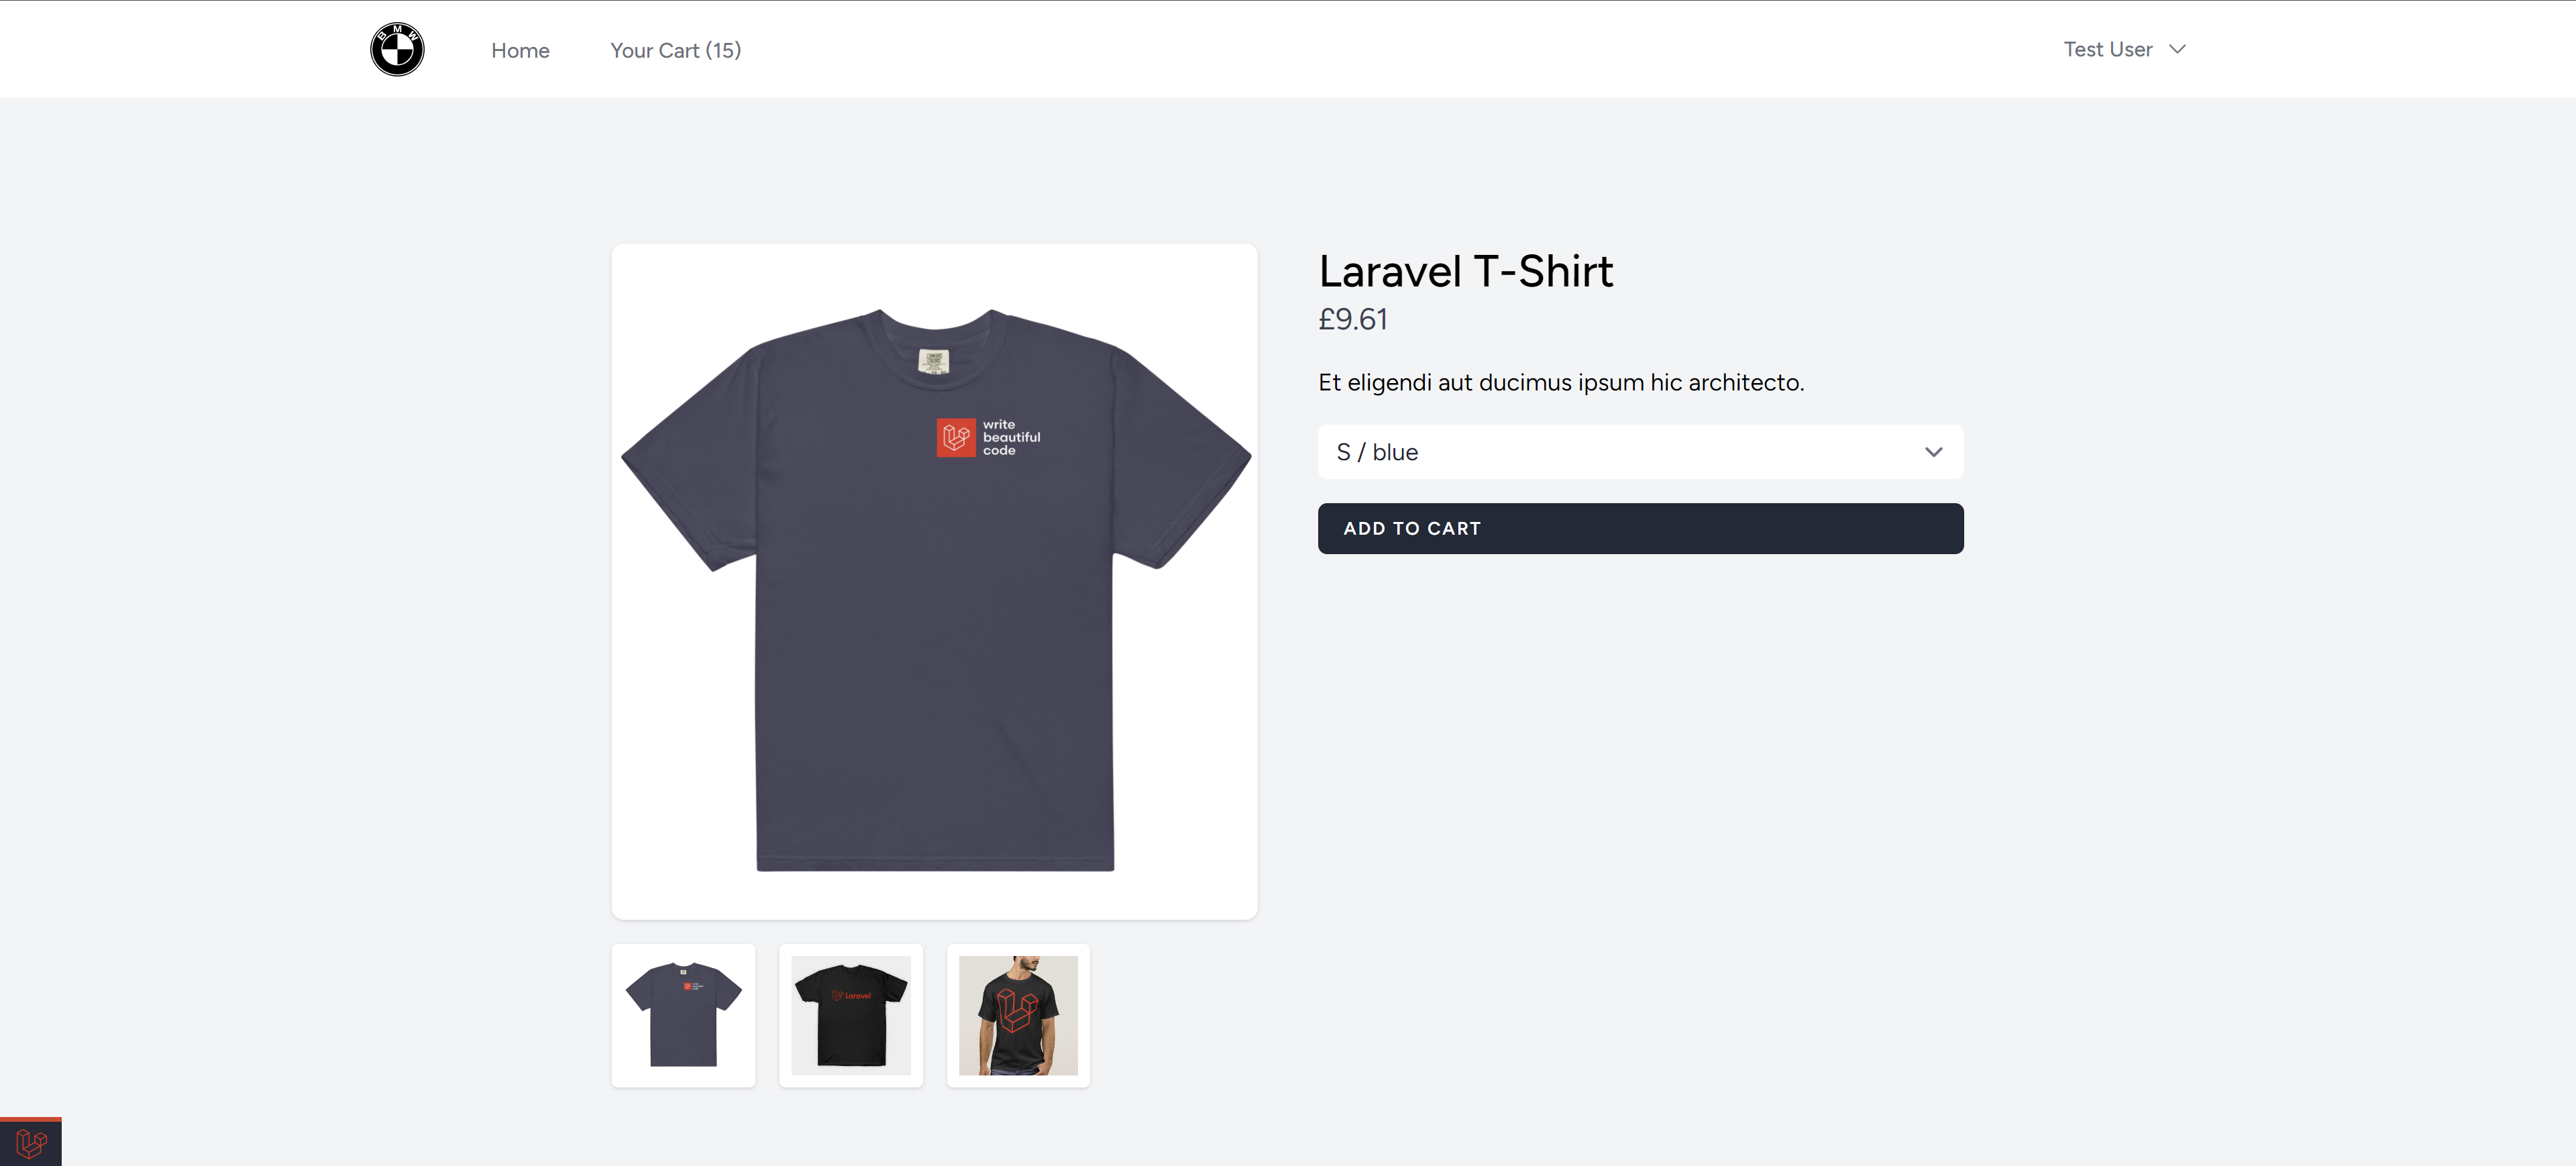 BMW
Home
Your Cart (15)
Test User
Laravel T-Shirt
£9.61
Et eligendi aut ducimus ipsum hic architecto.
S / blue
ADD TO CART
write
beautiful
code
Laravel